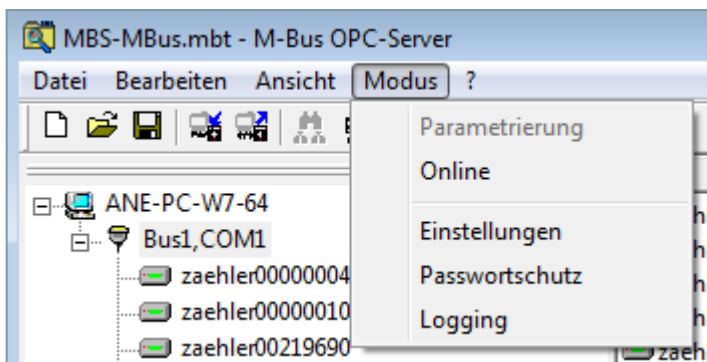 MBS-MBus.mbt - M-Bus OPC-Server
Datei Bearbeiten Ansicht Modus ?
Parametrierung
Online
Einstellungen
Passwortschutz
Logging
ANE-PC-W7-64
Bus1,COM1
zaehler00000004
zaehler00000010
zaehler00219690